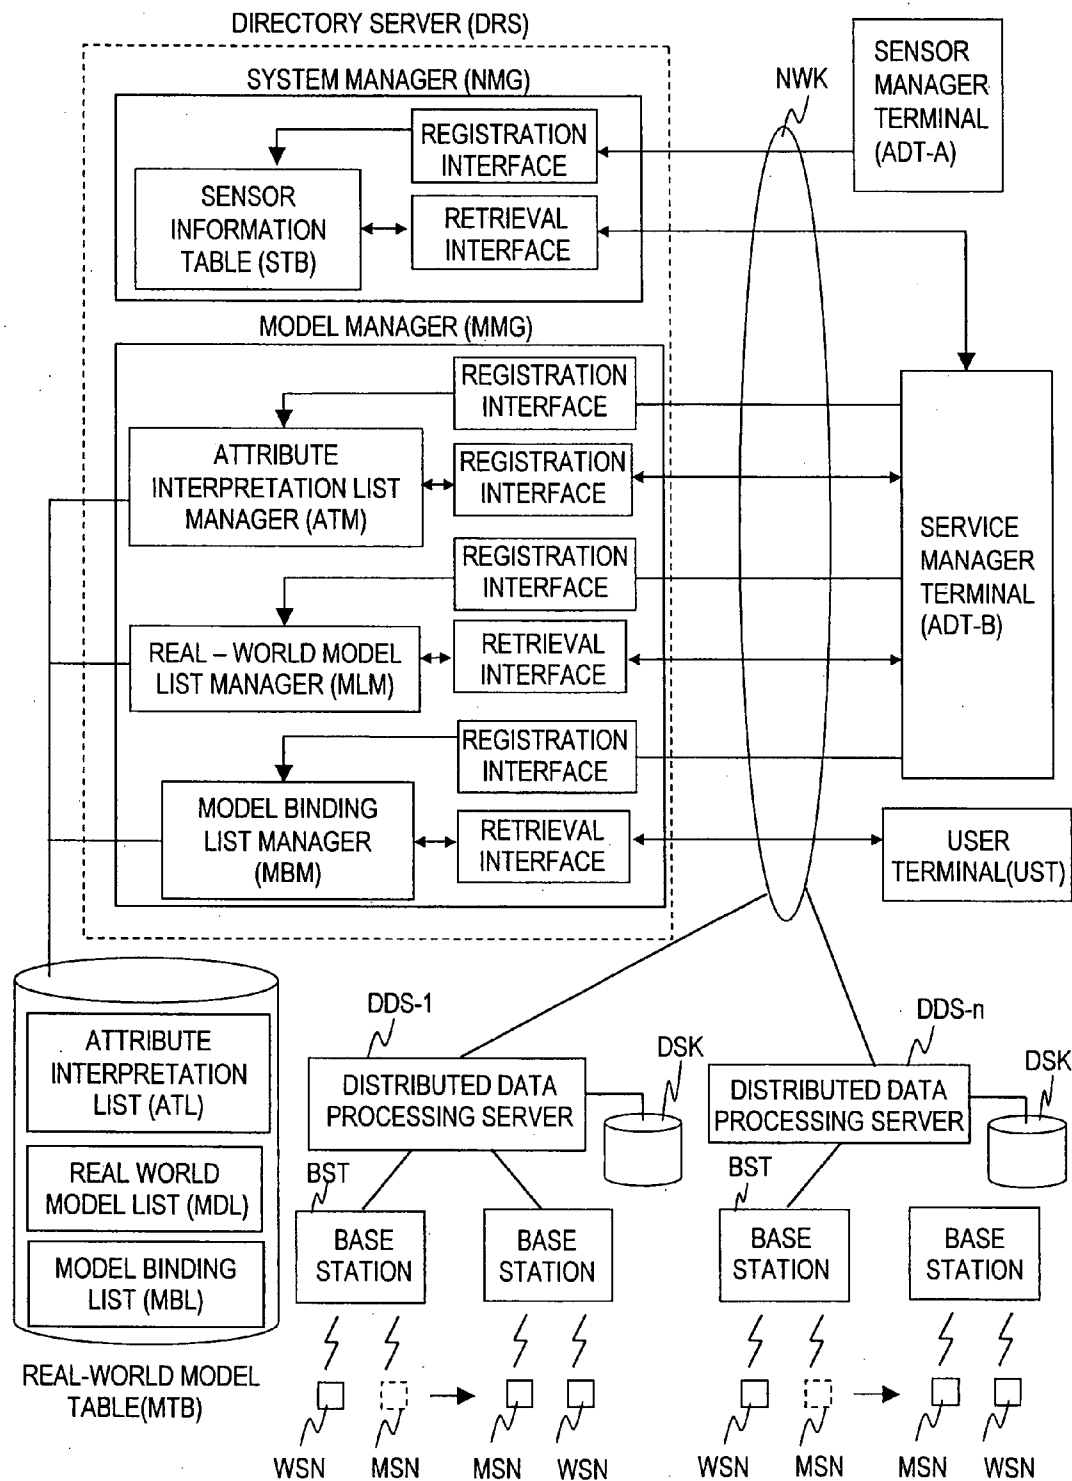 DIRECTORY SERVER (DRS)
SYSTEM MANAGER (NMG)
REGISTRATION
INTERFACE
SENSOR
INFORMATION
TABLE (STB)
RETRIEVAL
INTERFACE
NWK
SENSOR
MANAGER
TERMINAL
(ADT-A)
MODEL MANAGER (MMG)
REGISTRATION
INTERFACE
ATTRIBUTE
INTERPRETATION LIST
MANAGER (ATM)
REGISTRATION
INTERFACE
REGISTRATION
INTERFACE
REAL – WORLD MODEL
LIST MANAGER (MLM)
RETRIEVAL
INTERFACE
REGISTRATION
INTERFACE
MODEL BINDING
LIST MANAGER
(MBM)
RETRIEVAL
INTERFACE
SERVICE
MANAGER
TERMINAL
(ADT-B)
USER
TERMINAL(UST)
ATTRIBUTE
INTERPRETATION
LIST (ATL)
REAL WORLD
MODEL LIST (MDL)
MODEL BINDING
LIST (MBL)
REAL-WORLD MODEL
TABLE(MTB)
DDS-1
DISTRIBUTED DATA
PROCESSING SERVER
DSK
DDS-n
DISTRIBUTED DATA
PROCESSING SERVER
DSK
BST
BASE
STATION
BASE
STATION
BST
BASE
STATION
BASE
STATION
WSN
MSN
MSN
WSN
WSN
MSN
MSN
WSN